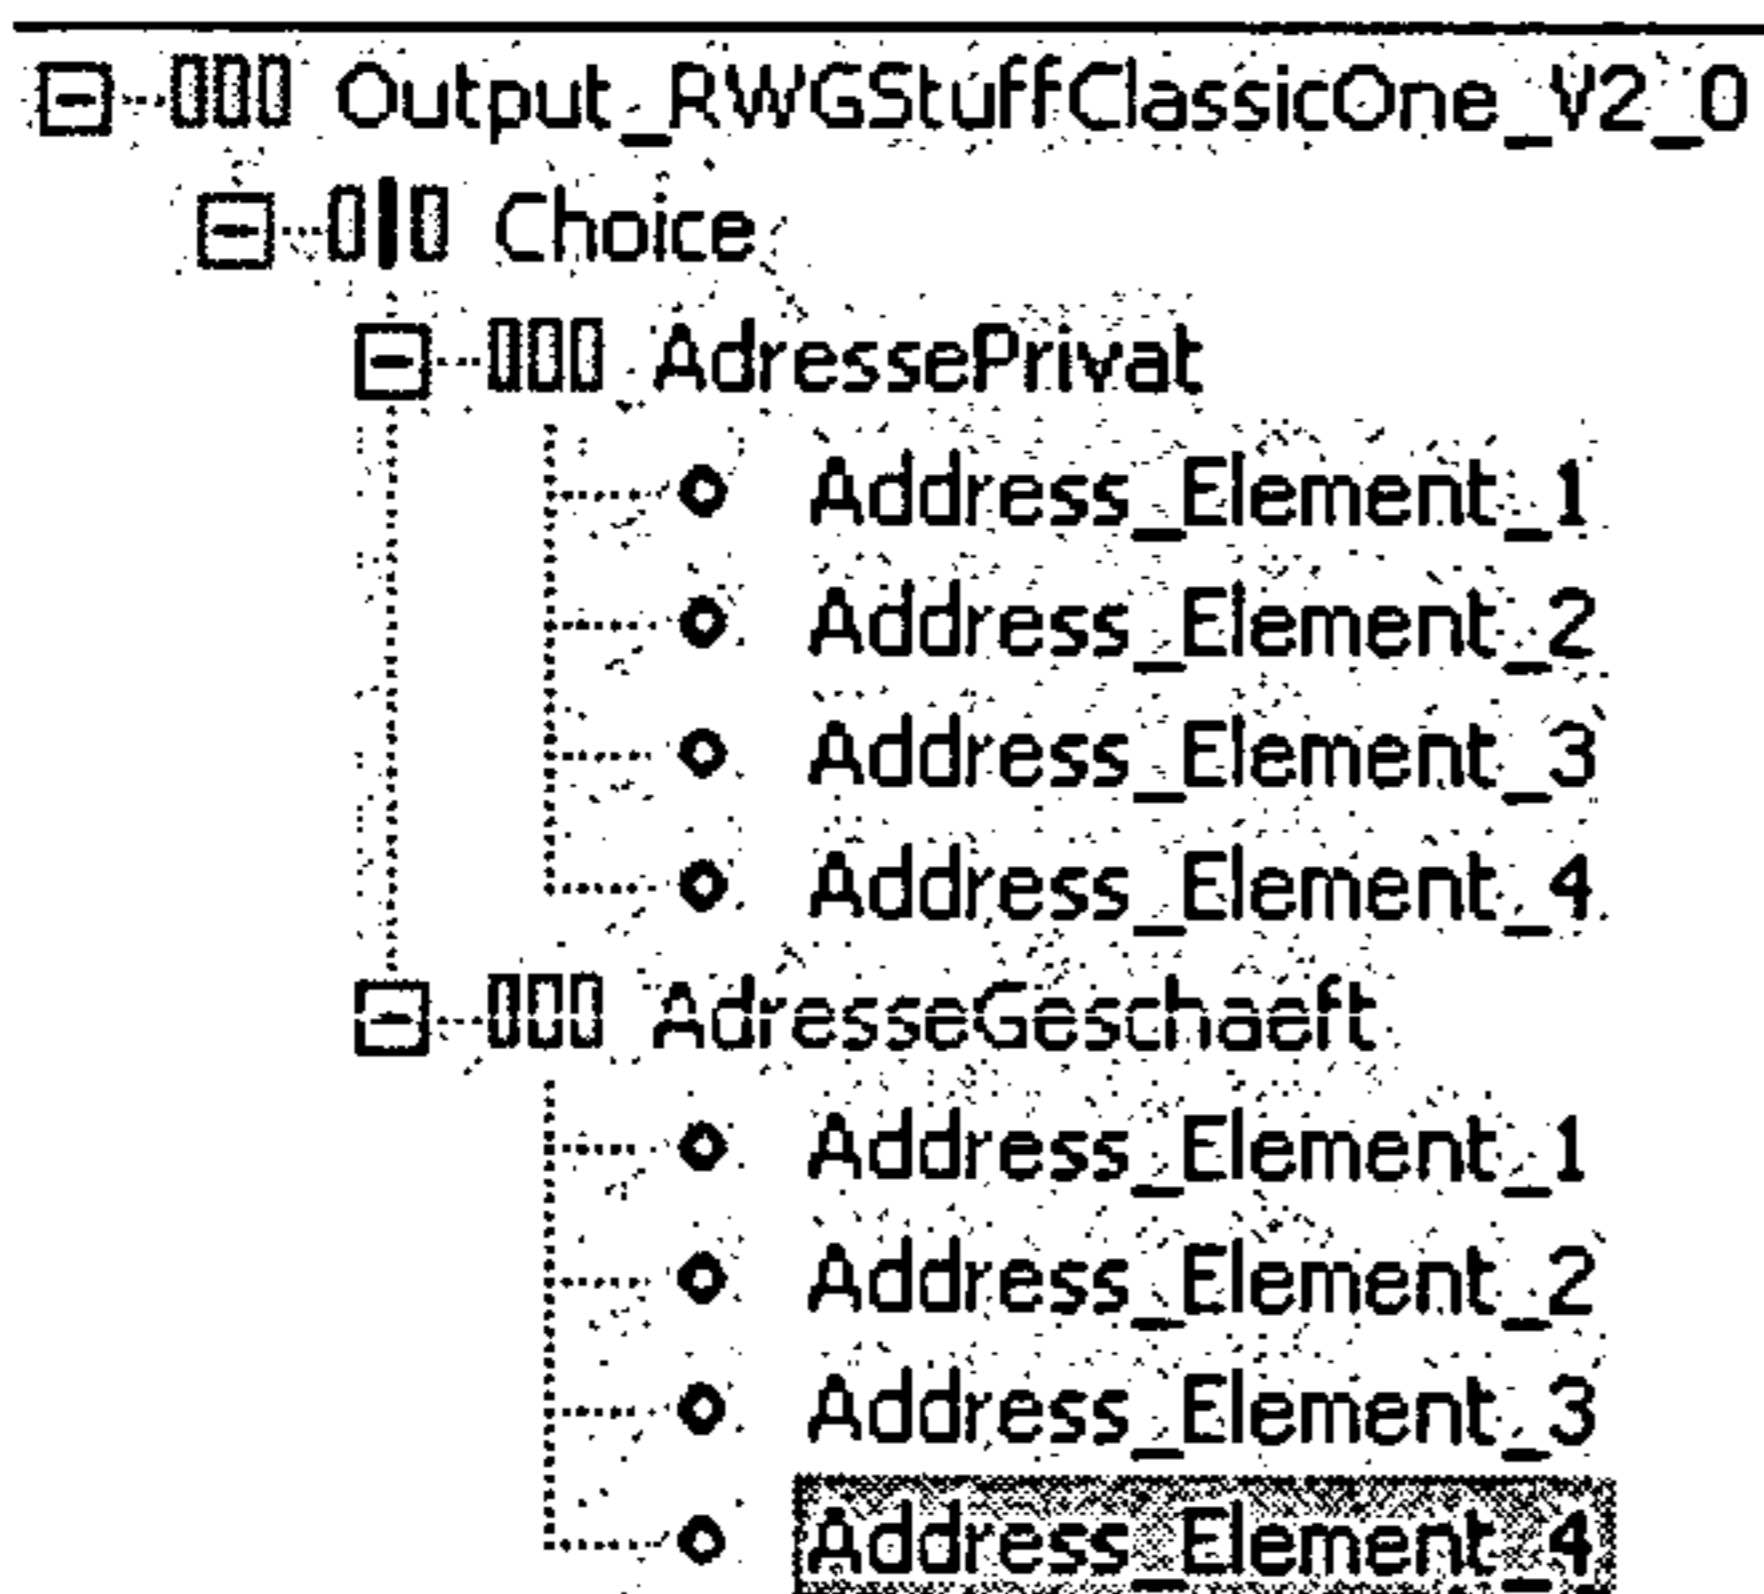 Output_RWGStuffClassicOne_V2_0
Choice
AdressePrivat
Address_Element_1
Address_Element_2
Address_Element_3
Address_Element_4
AdresseGeschaeft
Address_Element_1
Address_Element_2
Address_Element_3
Address_Element_4